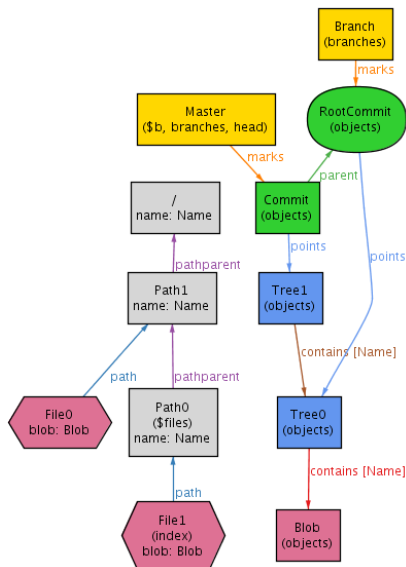 Branch
(branches)
marks
Master
($b, branches, head)
RootCommit
(objects)
marks
parent
/
name: Name
Commit
(objects)
pathparent
points
points
Path1
name: Name
Tree1
(objects)
path
pathparent
contains [Name]
File0
blob: Blob
Path0
($files)
name: Name
Tree0
(objects)
path
contains [Name]
File1
(index)
blob: Blob
Blob
(objects)